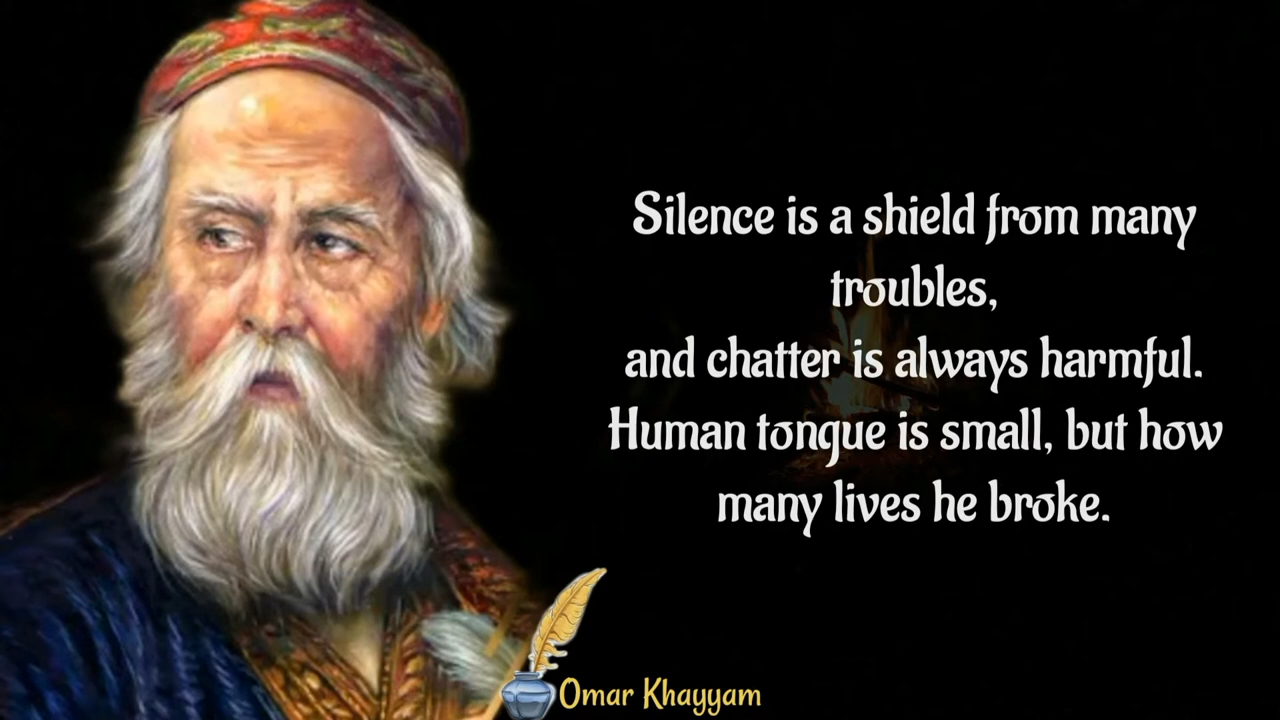 Silence is a shield from many
troubles,
and chatter is always harmful.
Human tongue is small, but how
many lives he broke.
Omar Khayyam